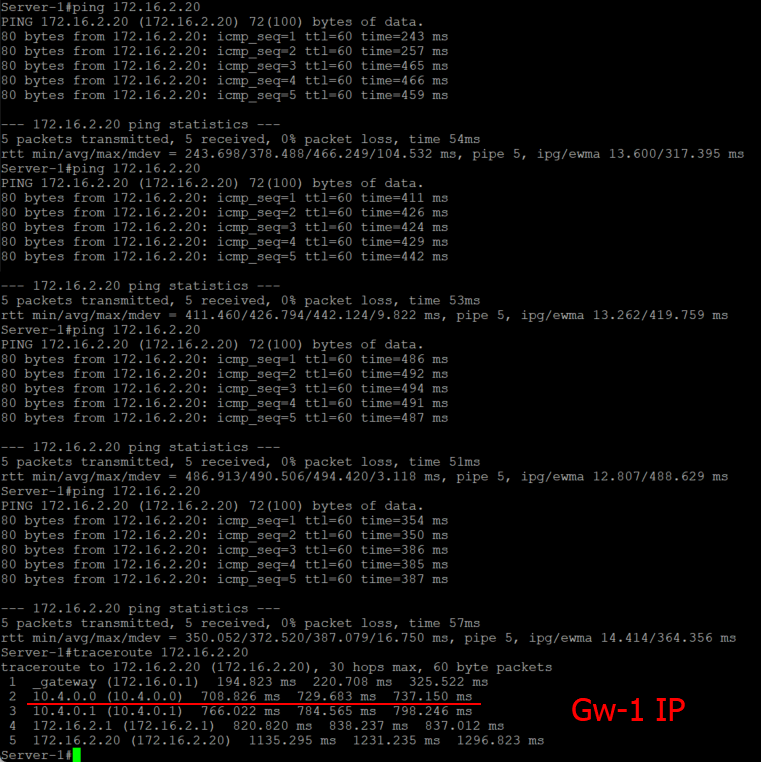 Server-1#ping 172.16.2.20
PING 172.16.2.20 (172.16.2.20) 72(100) bytes of data.
80 bytes from 172.16.2.20: icmp_seq=1 ttl=60 time=243 ms
80 bytes from 172.16.2.20: icmp_seq=2 ttl=60 time=257 ms
80 bytes from 172.16.2.20: icmp_seq=3 ttl=60 time=465 ms
80 bytes from 172.16.2.20: icmp_seq=4 ttl=60 time=466 ms
80 bytes from 172.16.2.20: icmp_seq=5 ttl=60 time=459 ms
--- 172.16.2.20 ping statistics ---
5 packets transmitted, 5 received, 0% packet loss, time 54ms
rtt min/avg/max/mdev = 243.698/378.488/466.249/104.532 ms, pipe 5, ipg/ewma 13.600/317.395 ms
Server-1#ping 172.16.2.20
PING 172.16.2.20 (172.16.2.20) 72(100) bytes of data.
80 bytes from 172.16.2.20: icmp_seq=1 ttl=60 time=411 ms
80 bytes from 172.16.2.20: icmp_seq=2 ttl=60 time=426 ms
80 bytes from 172.16.2.20: icmp_seq=3 ttl=60 time=424 ms
80 bytes from 172.16.2.20: icmp_seq=4 ttl=60 time=429 ms
80 bytes from 172.16.2.20: icmp_seq=5 ttl=60 time=442 ms
--- 172.16.2.20 ping statistics ---
5 packets transmitted, 5 received, 0% packet loss, time 53ms
rtt min/avg/max/mdev = 411.460/426.794/442.124/9.822 ms, pipe 5, ipg/ewma 13.262/419.759 ms
Server-1#ping 172.16.2.20
PING 172.16.2.20 (172.16.2.20) 72(100) bytes of data.
80 bytes from 172.16.2.20: icmp_seq=1 ttl=60 time=486 ms
80 bytes from 172.16.2.20: icmp_seq=2 ttl=60 time=492 ms
80 bytes from 172.16.2.20: icmp_seq=3 ttl=60 time=494 ms
80 bytes from 172.16.2.20: icmp_seq=4 ttl=60 time=491 ms
80 bytes from 172.16.2.20: icmp_seq=5 ttl=60 time=487 ms
--- 172.16.2.20 ping statistics ---
5 packets transmitted, 5 received, 0% packet loss, time 51ms
rtt min/avg/max/mdev = 486.913/490.506/494.420/3.118 ms, pipe 5, ipg/ewma 12.807/488.629 ms
Server-1#ping 172.16.2.20
PING 172.16.2.20 (172.16.2.20) 72(100) bytes of data.
80 bytes from 172.16.2.20: icmp_seq=1 ttl=60 time=354 ms
80 bytes from 172.16.2.20: icmp_seq=2 ttl=60 time=350 ms
80 bytes from 172.16.2.20: icmp_seq=3 ttl=60 time=386 ms
80 bytes from 172.16.2.20: icmp_seq=4 ttl=60 time=385 ms
80 bytes from 172.16.2.20: icmp_seq=5 ttl=60 time=387 ms
--- 172.16.2.20 ping statistics ---
5 packets transmitted, 5 received, 0% packet loss, time 57ms
rtt min/avg/max/mdev = 350.052/372.520/387.079/16.750 ms, pipe 5, ipg/ewma 14.414/364.356 ms
Server-1#traceroute 172.16.2.20
traceroute to 172.16.2.20 (172.16.2.20), 30 hops max, 60 byte packets
1 _gateway (172.16.0.1) 194.823 ms 220.708 ms 325.522 ms
2 10.4.0.0 (10.4.0.0) 708.826 ms 729.683 ms 737.150 ms
3 10.4.0.1 (10.4.0.1) 766.022 ms 784.565 ms 798.246 ms
4 172.16.2.1 (172.16.2.1) 820.820 ms 838.237 ms 837.012 ms
5 172.16.2.20 (172.16.2.20) 1135.295 ms 1231.235 ms 1296.823 ms
Server-1#
Gw-1 IP